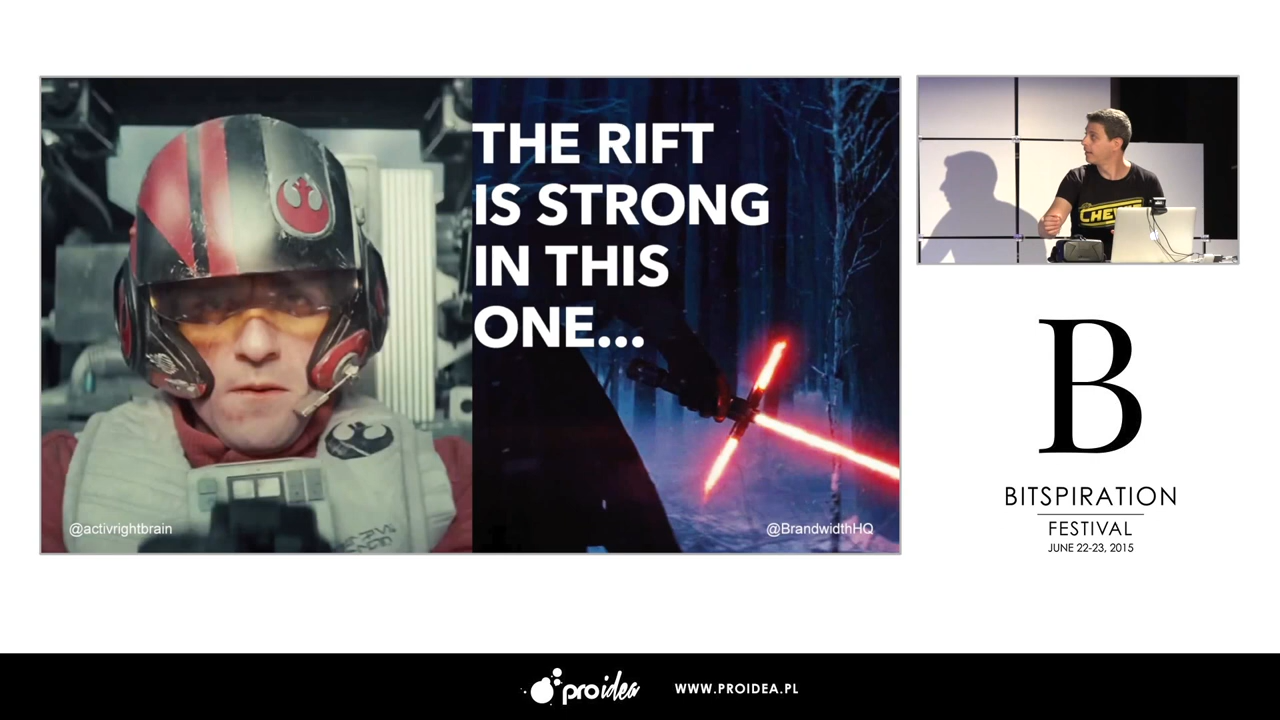 THE RIFT
IS STRONG
IN THIS
ONE...
@activrightbrain
@BrandwidthHQ
B
BITSPIRATION
FESTIVAL
JUNE 22-23, 2015
proidea
WWW.PROIDEA.PL